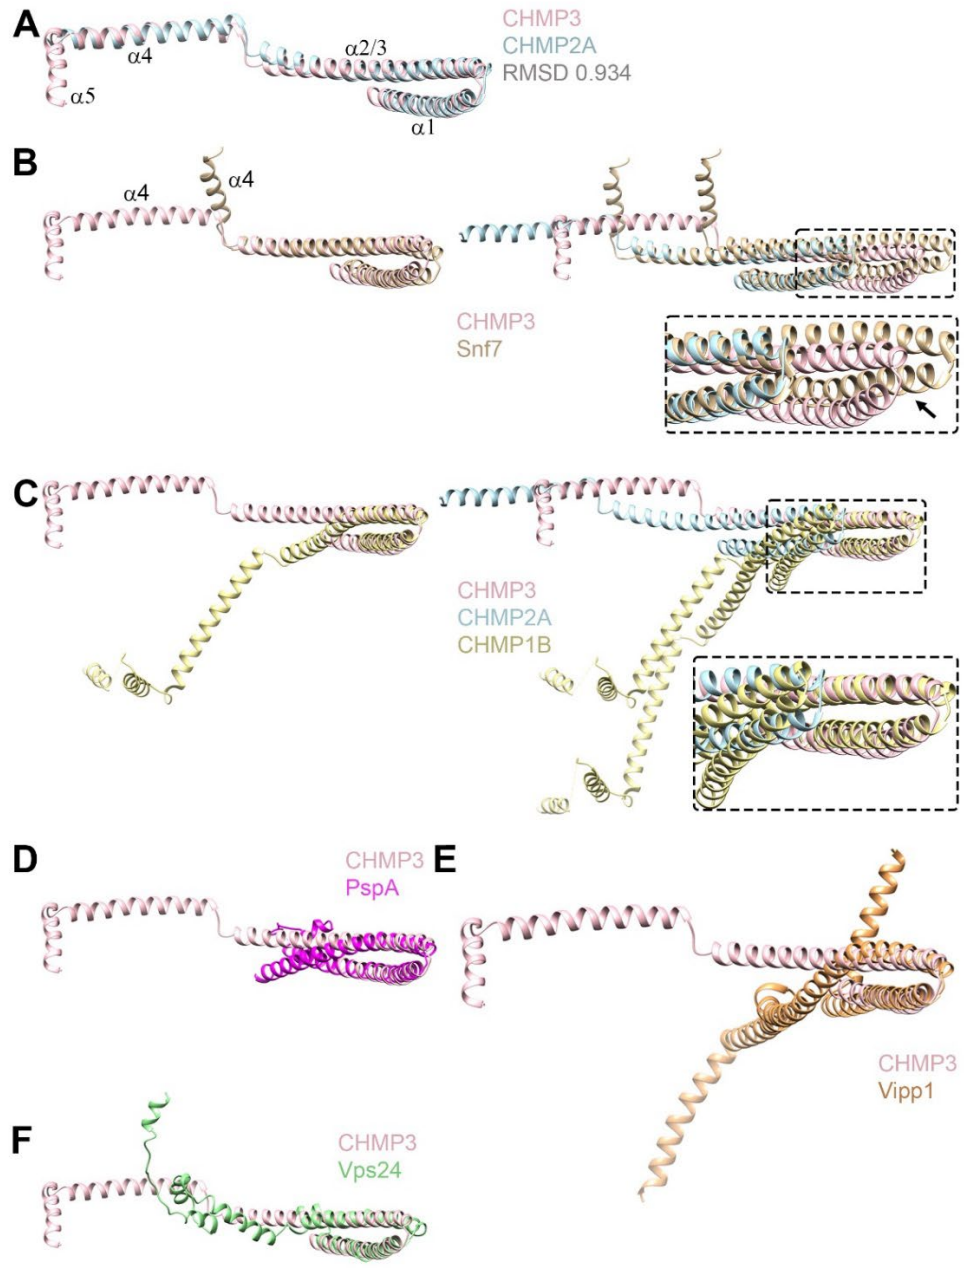 A
CHMP3
CHMP2A
RMSD 0.934
α4
α2/3
α5
α1
B
α4
α4
CHMP3
Snf7
C
CHMP3
CHMP2A
CHMP1B
D
CHMP3
PspA
E
CHMP3
Vipp1
F
CHMP3
Vps24